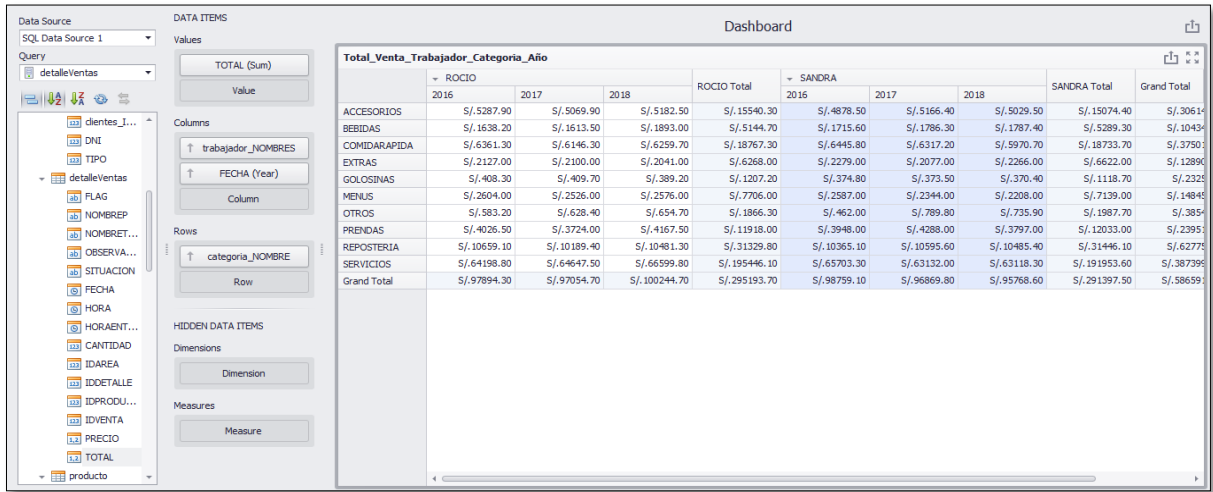 Data Source
SQL Data Source 1
Query
detalleVentas
clientes_I...
DNI
TIPO
detalleVentas
FLAG
NOMBREP
NOMBRET...
OBSERVA...
SITUACION
FECHA
HORA
HORAENT...
CANTIDAD
IDAREA
IDDETALLE
IDPRODU...
IDVENTA
PRECIO
TOTAL
producto
DATA ITEMS
Values
TOTAL (Sum)
Value
Columns
trabajador_NOMBRES
FECHA (Year)
Column
Rows
categoria_NOMBRE
Row
HIDDEN DATA ITEMS
Dimensions
Dimension
Measures
Measure
Dashboard
Total_Venta_Trabajador_Categoria_Año
ROCIO ROCIO Total SANDRA SANDRA Total Grand Total
2016 2017 2018 2016 2017 2018
ACCESORIOS S/.5287.90 S/.5069.90 S/.5182.50 S/.15540.30 S/.4878.50 S/.5166.40 S/.5029.50 S/.15074.40 S/.30614
BEBIDAS S/.1638.20 S/.1613.50 S/.1893.00 S/.5144.70 S/.1715.60 S/.1786.30 S/.1787.40 S/.5289.30 S/.10434
COMIDARAPIDA S/.6361.30 S/.6146.30 S/.6259.70 S/.18767.30 S/.6445.80 S/.6317.20 S/.5970.70 S/.18733.70 S/.3750
EXTRAS S/.2127.00 S/.2100.00 S/.2041.00 S/.6268.00 S/.2279.00 S/.2077.00 S/.2266.00 S/.6622.00 S/.12890
GOLOSINAS S/.408.30 S/.409.70 S/.389.20 S/.1207.20 S/.374.80 S/.373.50 S/.370.40 S/.1118.70 S/.2325
MENUS S/.2604.00 S/.2526.00 S/.2576.00 S/.7706.00 S/.2587.00 S/.2344.00 S/.2208.00 S/.7139.00 S/.14845
OTROS S/.583.20 S/.628.40 S/.654.70 S/.1866.30 S/.462.00 S/.789.80 S/.735.90 S/.1987.70 S/.3854
PRENDAS S/.4026.50 S/.3724.00 S/.4167.50 S/.11918.00 S/.3948.00 S/.4288.00 S/.3797.00 S/.12033.00 S/.2395
REPOSTERIA S/.10659.10 S/.10189.40 S/.10481.30 S/.31329.80 S/.10365.10 S/.10595.60 S/.10485.40 S/.31446.10 S/.62775
SERVICIOS S/.64198.80 S/.64647.50 S/.66599.80 S/.195446.10 S/.65703.30 S/.63132.00 S/.63118.30 S/.191953.60 S/.387399
Grand Total S/.97894.30 S/.97054.70 S/.100244.70 S/.295193.70 S/.98759.10 S/.96869.80 S/.95768.60 S/.291397.50 S/.58659